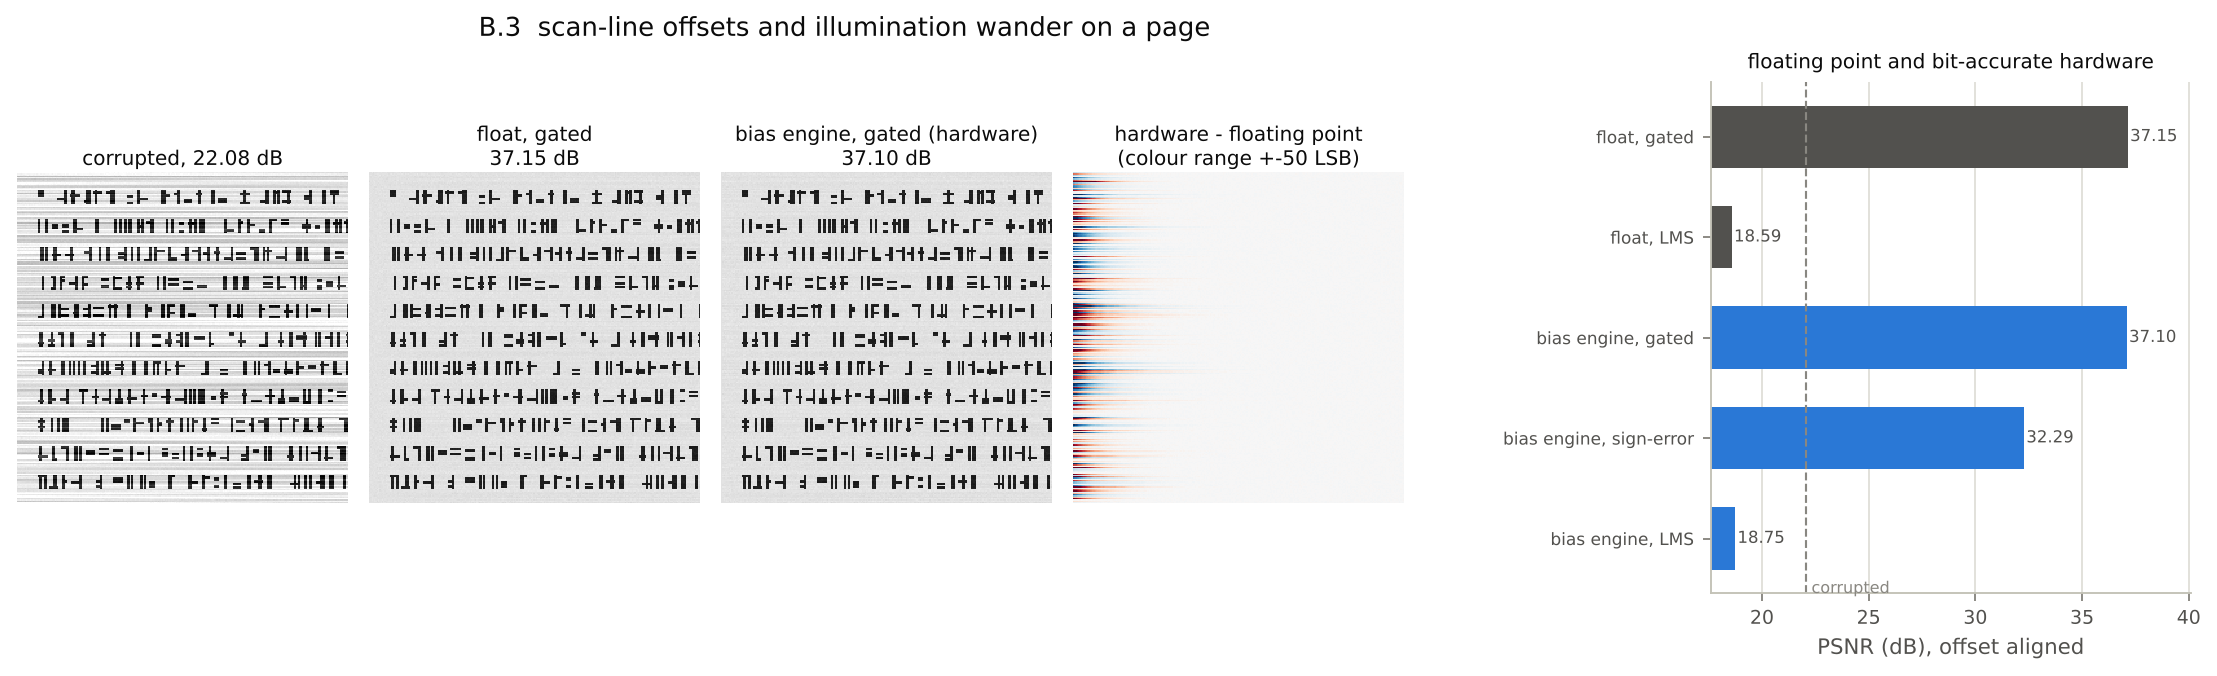 B.3 scan-line offsets and illumination wander on a page
corrupted, 22.08 dB
float, gated
37.15 dB
bias engine, gated (hardware)
37.10 dB
hardware - floating point
(colour range +-50 LSB)
floating point and bit-accurate hardware
float, gated
37.15
float, LMS
18.59
bias engine, gated
37.10
bias engine, sign-error
32.29
bias engine, LMS
18.75
corrupted
20 25 30 35 40
PSNR (dB), offset aligned